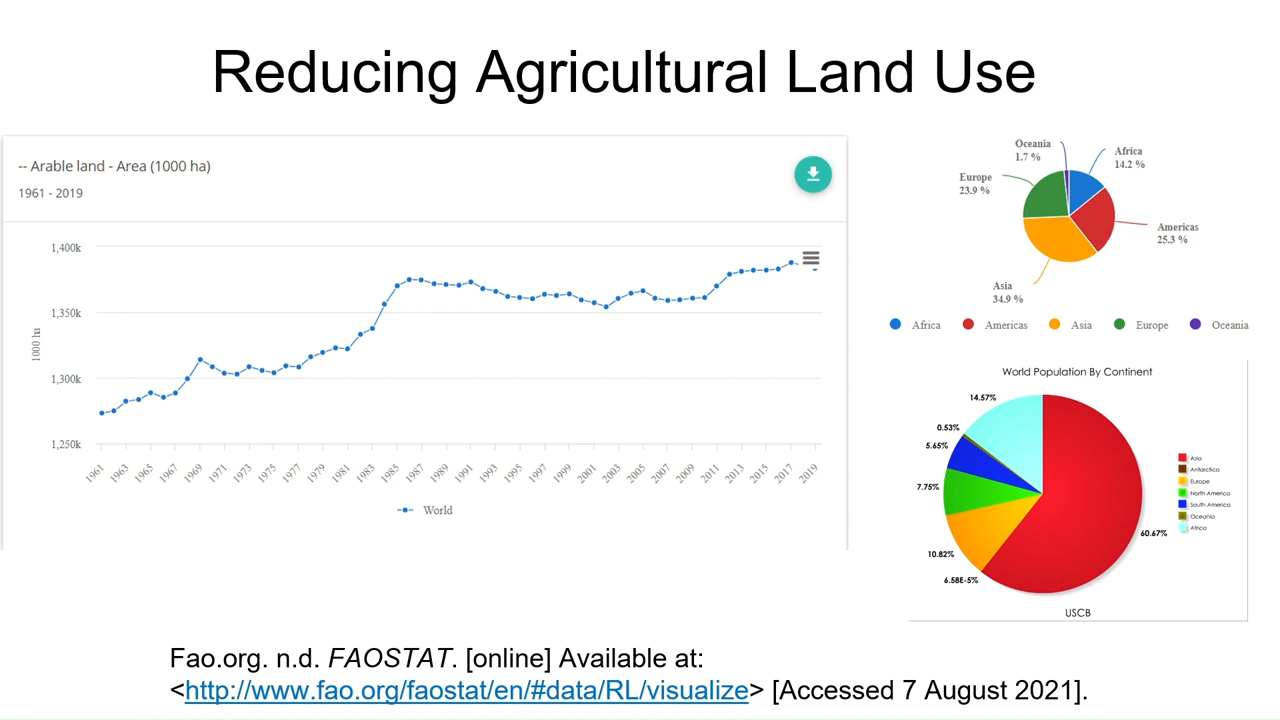 Reducing Agricultural Land Use
-- Arable land - Area (1000 ha)
1961 - 2019
1,400k
1,350k
1,300k
1,250k
1000 ha
1961
1963
1965
1967
1969
1971
1973
1975
1977
1979
1981
1983
1985
1987
1989
1991
1993
1995
1997
1999
2001
2003
2005
2007
2009
2011
2013
2015
2017
2019
World
Oceania
1.7 %
Africa
14.2 %
Europe
23.9 %
Americas
25.3 %
Asia
34.9 %
Africa Americas Asia Europe Oceania
World Population By Continent
14.57%
0.53%
5.65%
7.75%
10.82%
6.58E-5%
60.67%
Asia
Antarctica
Europe
North America
South America
Oceania
Africa
USCB
Fao.org. n.d. FAOSTAT. [online] Available at:
<http://www.fao.org/faostat/en/#data/RL/visualize> [Accessed 7 August 2021].